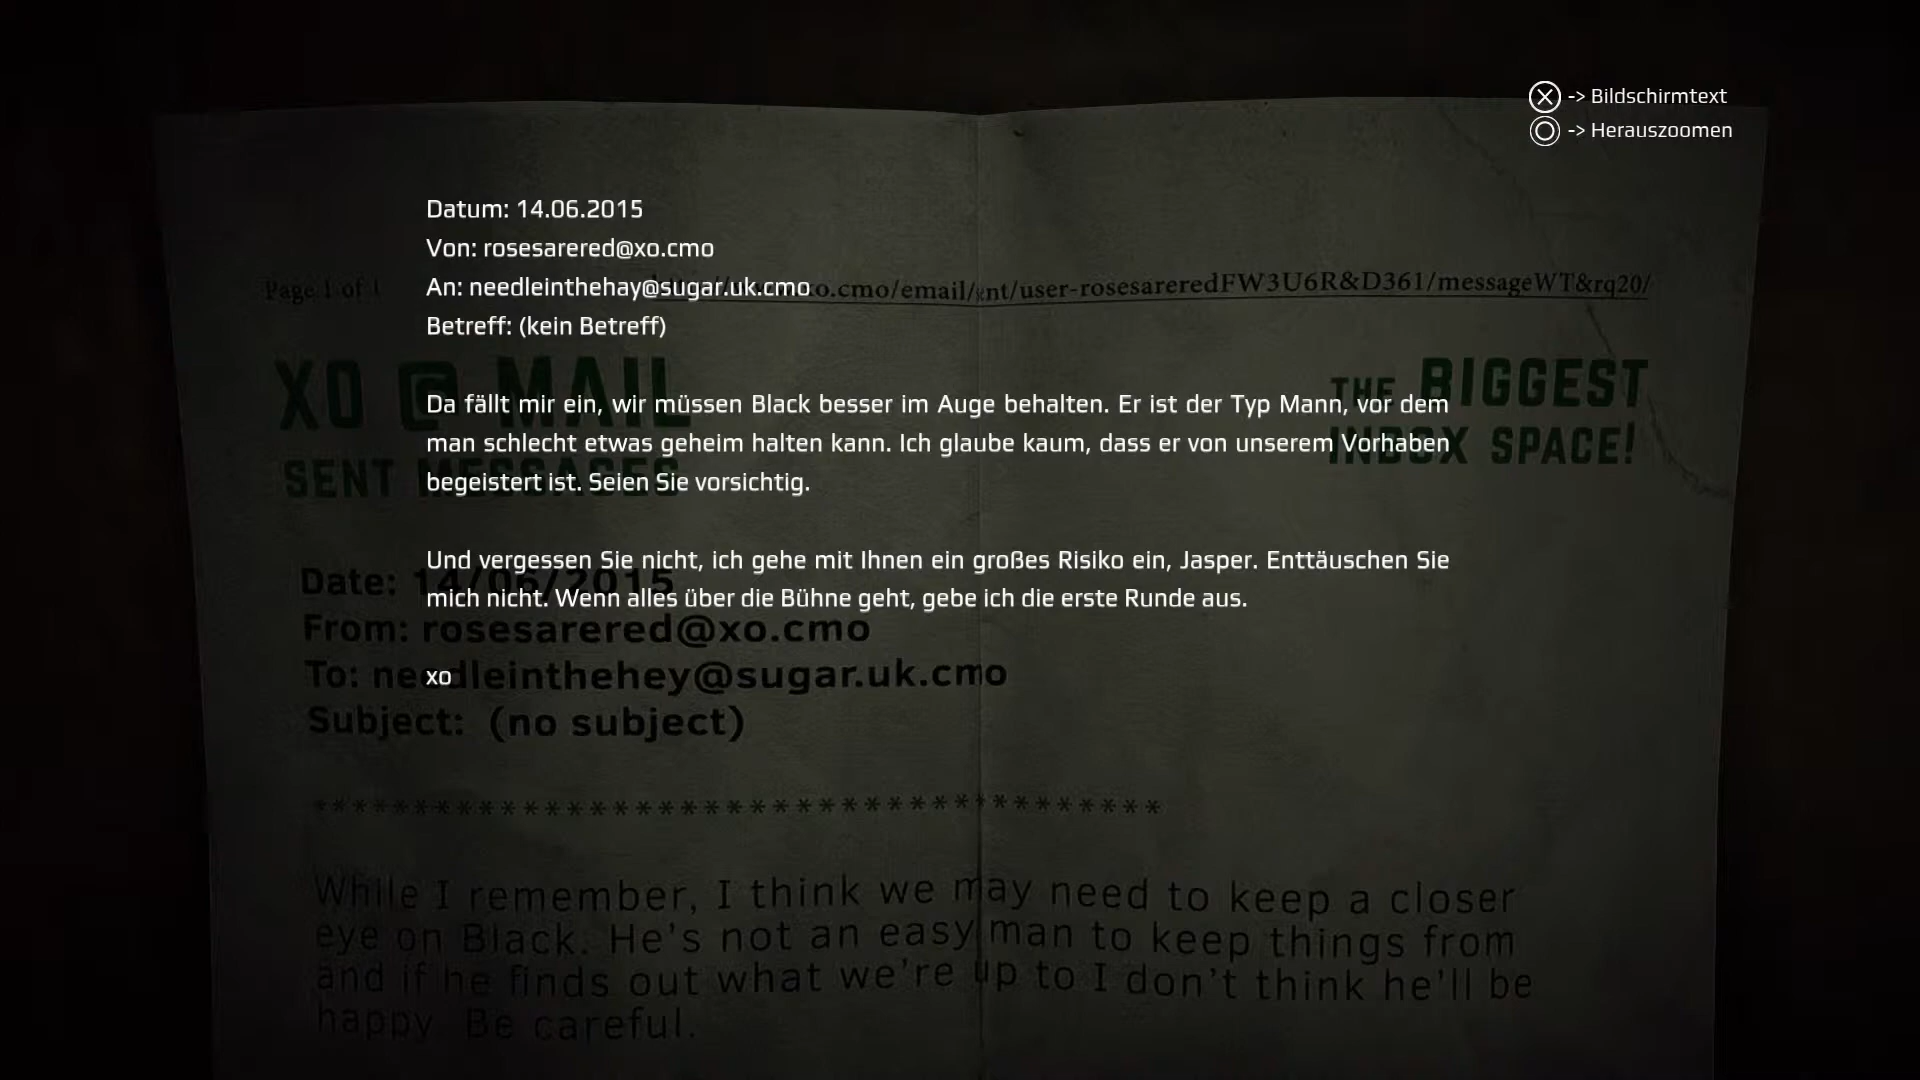 -> Bildschirmtext
-> Herauszoomen
Datum: 14.06.2015
Von: rosesarered@xo.cmo
An: needleinthehay@sugar.uk.cmo
Betreff: (kein Betreff)
Da fällt mir ein, wir müssen Black besser im Auge behalten. Er ist der Typ Mann, vor dem
man schlecht etwas geheim halten kann. Ich glaube kaum, dass er von unserem Vorhaben
begeistert ist. Seien Sie vorsichtig.
Und vergessen Sie nicht, ich gehe mit Ihnen ein großes Risiko ein, Jasper. Enttäuschen Sie
mich nicht. Wenn alles über die Bühne geht, gebe ich die erste Runde aus.
xo
Page 1 of 1
/email/ent/user-rosesareredFW3U6R&D361/messageWT&rq20/
XO @ MAIL
SENT MESSAGES
THE BIGGEST
INBOX SPACE!
Date: 14/06/2015
From: rosesarered@xo.cmo
To: needleinthehey@sugar.uk.cmo
Subject: (no subject)
***************************************
While I remember, I think we may need to keep a closer
eye on Black. He's not an easy man to keep things from
and if he finds out what we're up to I don't think he'll be
happy. Be careful.